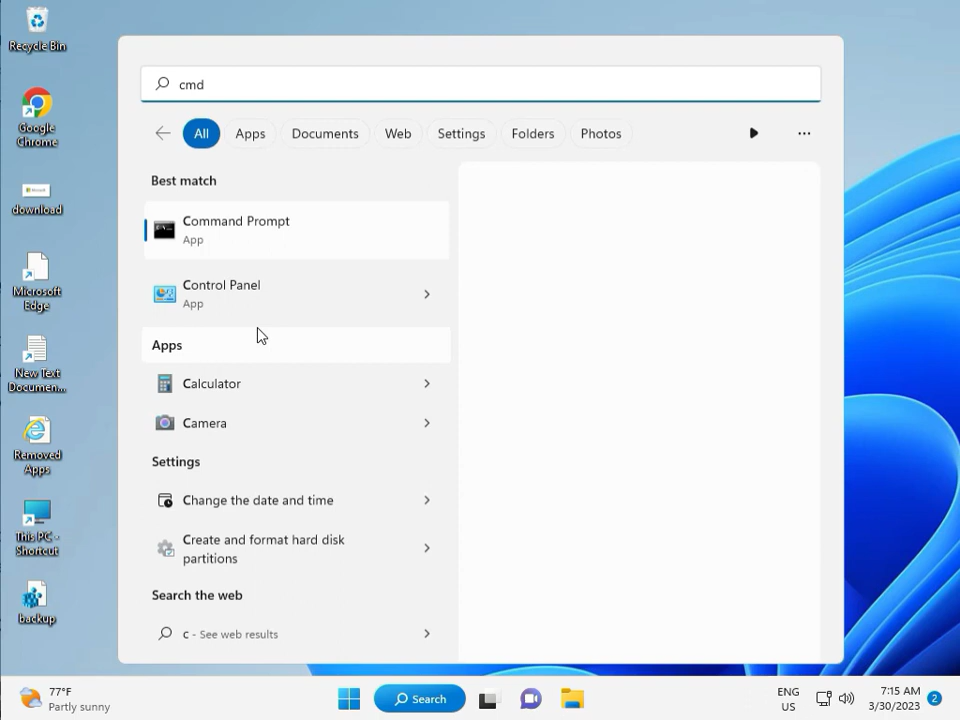 Recycle Bin
Google
Chrome
download
Microsoft
Edge
New Text
Documen...
Removed
Apps
This PC -
Shortcut
backup
cmd
All
Apps
Documents
Web
Settings
Folders
Photos
Best match
Command Prompt
App
Control Panel
App
Apps
Calculator
Camera
Settings
Change the date and time
Create and format hard disk
partitions
Search the web
c - See web results
77°F
Partly sunny
Search
ENG
US
7:15 AM
3/30/2023
2